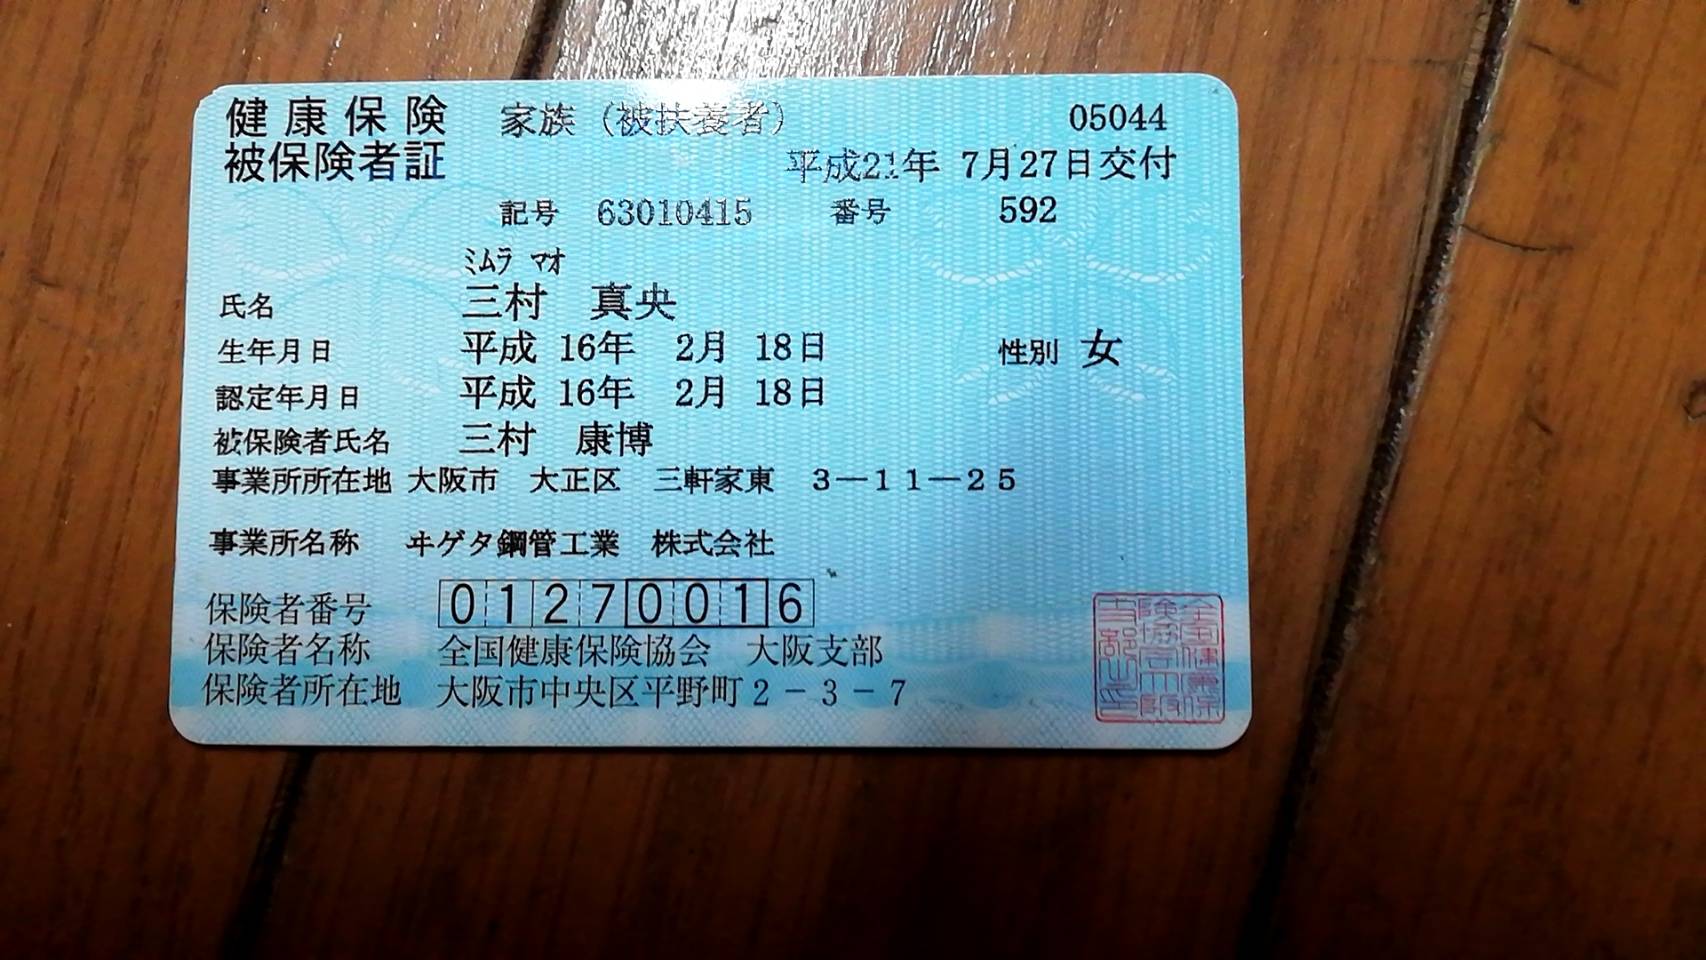 健康保険 家族（被扶養者） 05044
被保険者証 平成21年 7月27日交付
記号 63010415 番号 592
ﾐﾑﾗ ﾏｵ
氏名 三村 真央
生年月日 平成 16年 2月 18日 性別 女
認定年月日 平成 16年 2月 18日
被保険者氏名 三村 康博
事業所所在地 大阪市 大正区 三軒家東 3－11－25
事業所名称 ヰゲタ鋼管工業 株式会社
保険者番号 01270016
保険者名称 全国健康保険協会 大阪支部
保険者所在地 大阪市中央区平野町2－3－7